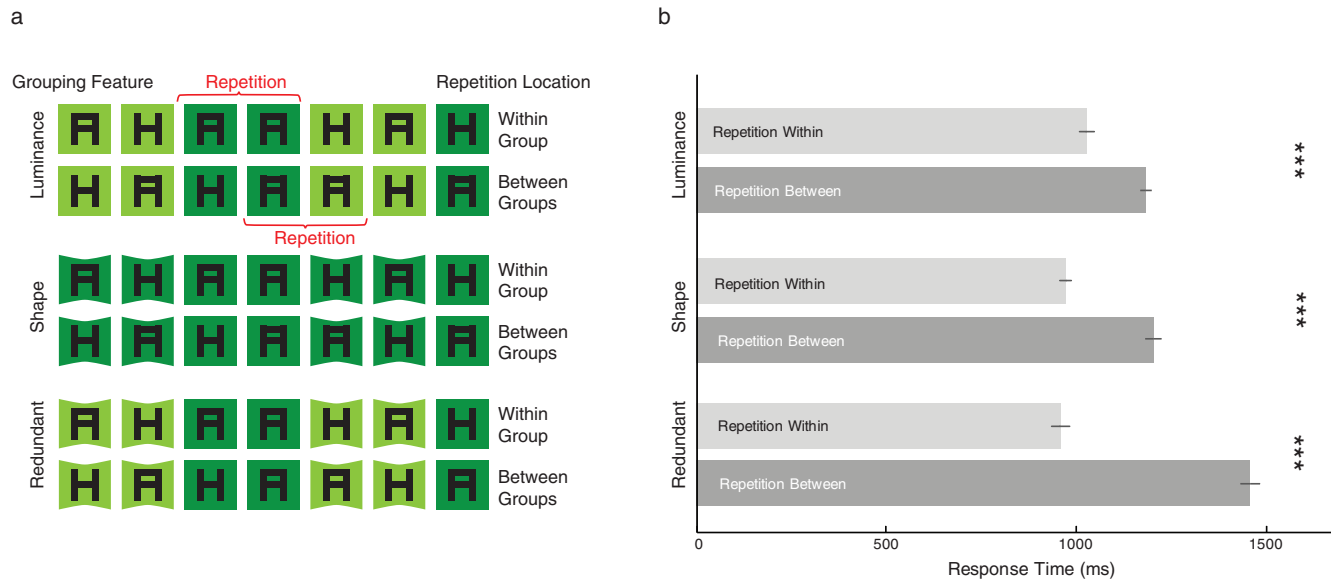 a
Grouping Feature
Repetition
Repetition Location
Luminance
A H A A H A H
Within
Group
H A H A A H A
Between
Groups
Repetition
Shape
A H A A H A H
Within
Group
H A H A A H A
Between
Groups
Redundant
A H A A H A H
Within
Group
H A H A A H A
Between
Groups
b
Luminance
Repetition Within
Repetition Between
***
Shape
Repetition Within
Repetition Between
***
Redundant
Repetition Within
Repetition Between
***
0 500 1000 1500
Response Time (ms)